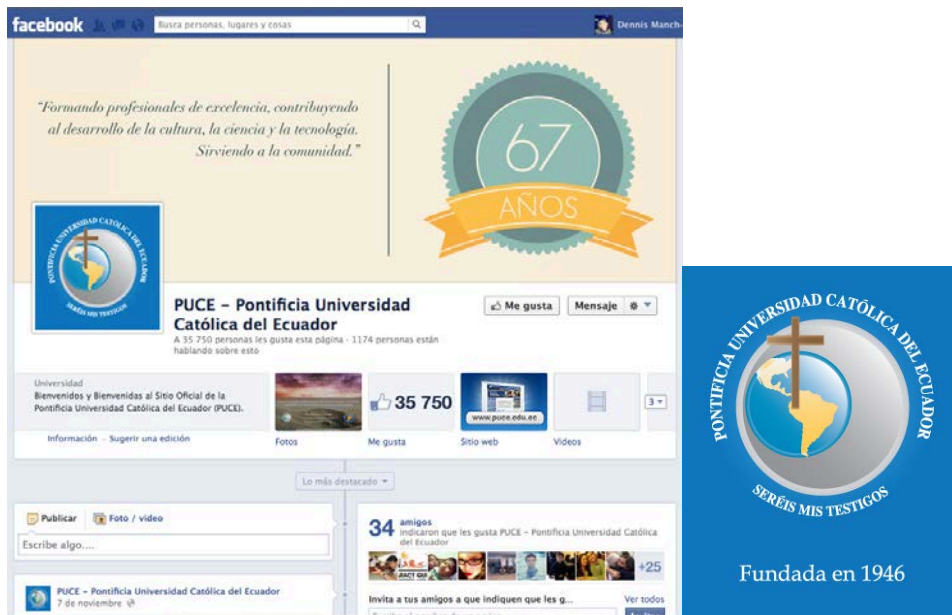 facebook
Busca personas, lugares y cosas
Dennis Manch-
“Formando profesionales de excelencia, contribuyendo
al desarrollo de la cultura, la ciencia y la tecnología.
Sirviendo a la comunidad.”
67
AÑOS
PONTIFICIA UNIVERSIDAD CATÓLICA DEL ECUADOR
SERÉIS MIS TESTIGOS
PUCE – Pontificia Universidad
Católica del Ecuador
A 35 750 personas les gusta esta página · 1174 personas están
hablando sobre esto
Me gusta
Mensaje
Universidad
Bienvenidos y Bienvenidas al Sitio Oficial de la
Pontificia Universidad Católica del Ecuador (PUCE).
Información – Sugerir una edición
Fotos
35 750
Me gusta
www.puce.edu.ec
Sitio web
Videos
3
Lo más destacado
Publicar
Foto / video
Escribe algo....
PUCE – Pontificia Universidad Católica del Ecuador
7 de noviembre
34 amigos
indicaron que les gusta PUCE – Pontificia Universidad Católica
del Ecuador
+25
Invita a tus amigos a que indiquen que les g...
Ver todos
PONTIFICIA UNIVERSIDAD CATÓLICA DEL ECUADOR
SERÉIS MIS TESTIGOS
Fundada en 1946